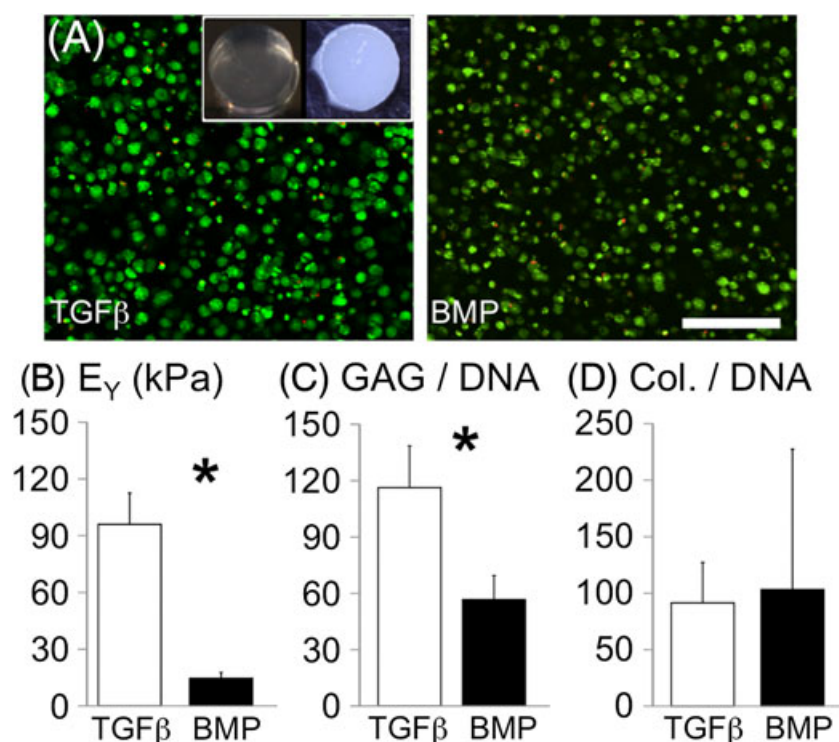 (A)
TGFβ
BMP
(B) E_Y (kPa)
150
120
90
60
30
0
TGFβ BMP
*
(C) GAG / DNA
150
120
90
60
30
0
TGFβ BMP
*
(D) Col. / DNA
250
200
150
100
50
0
TGFβ BMP